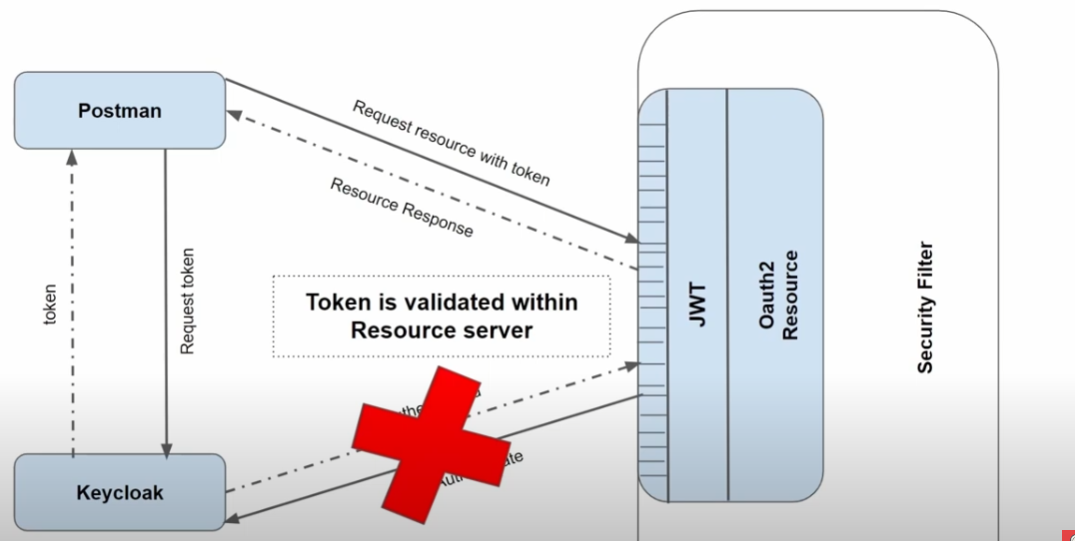 Postman
Request resource with token
Resource Response
token
Request token
Token is validated within
Resource server
JWT
Oauth2
Resource
Security Filter
Keycloak